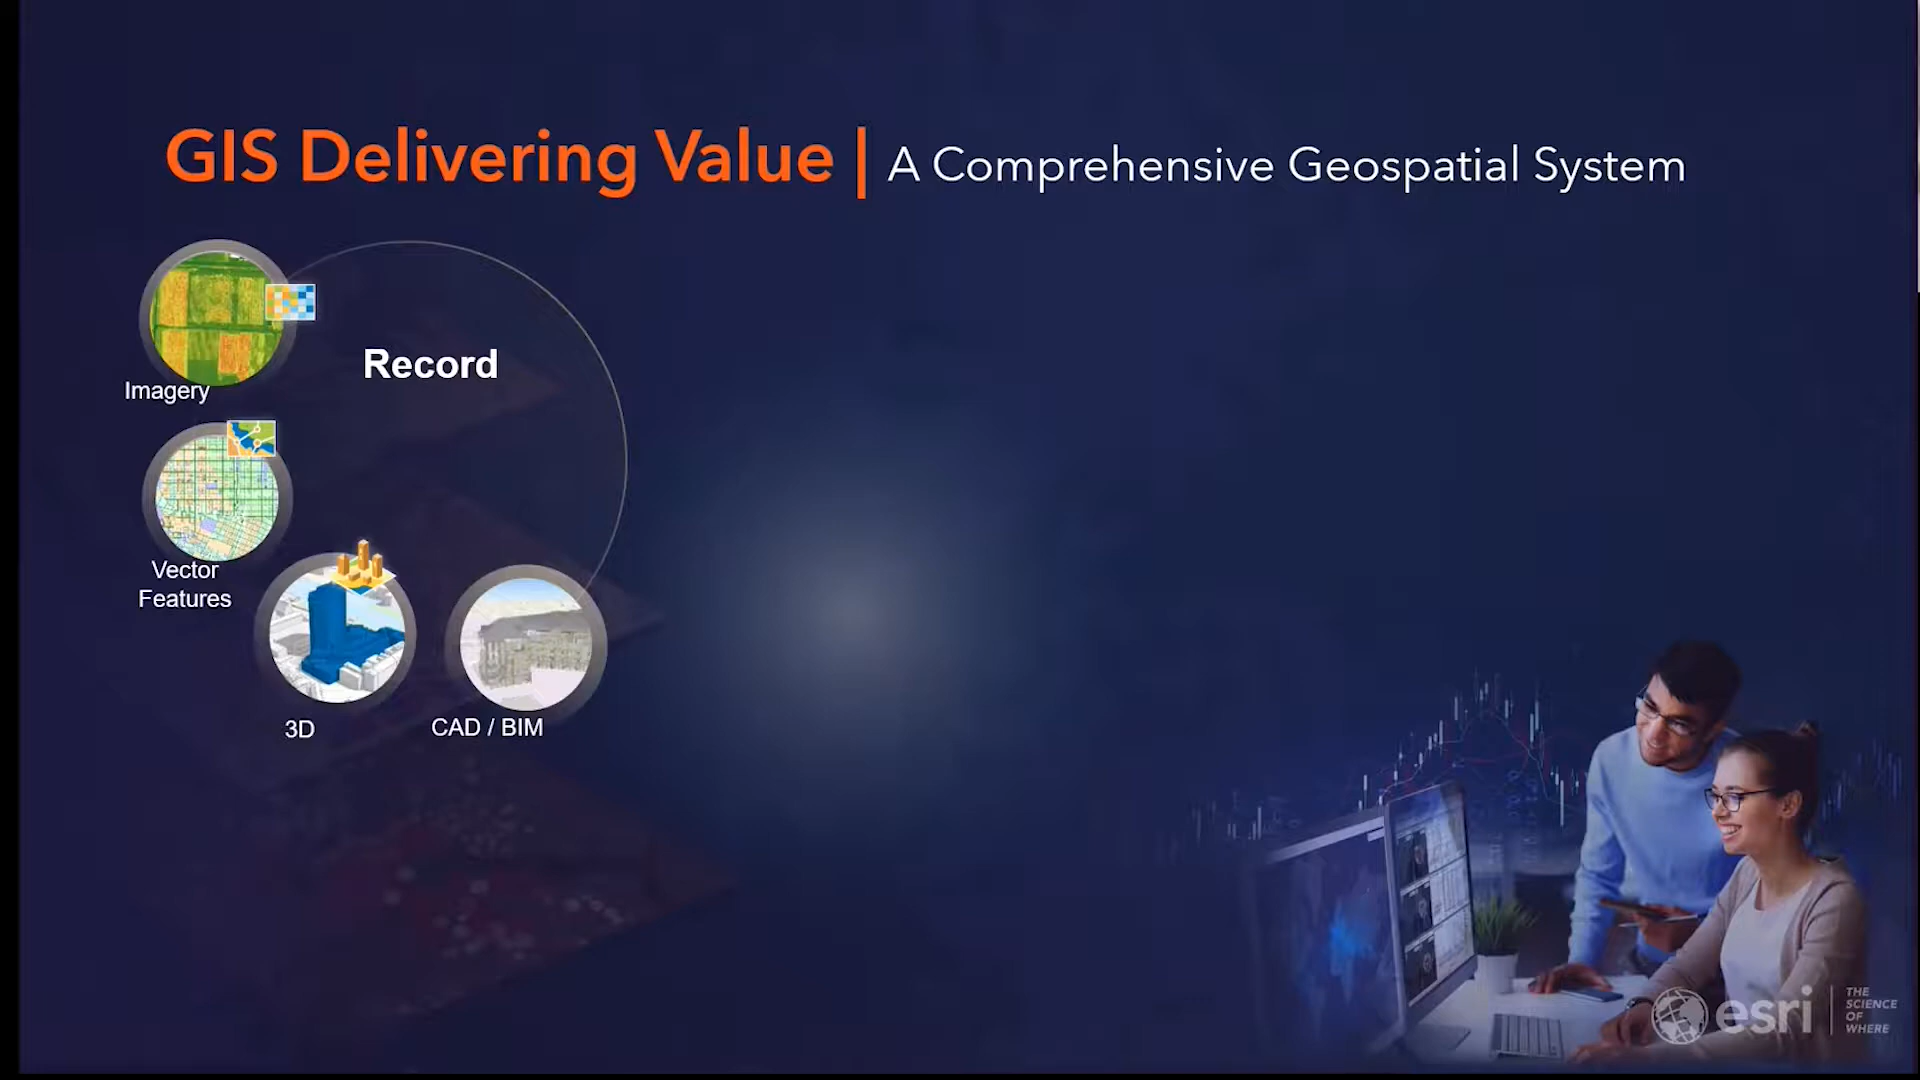 GIS Delivering Value | A Comprehensive Geospatial System
Record
Imagery
Vector
Features
3D
CAD / BIM
esri
THE
SCIENCE
OF
WHERE